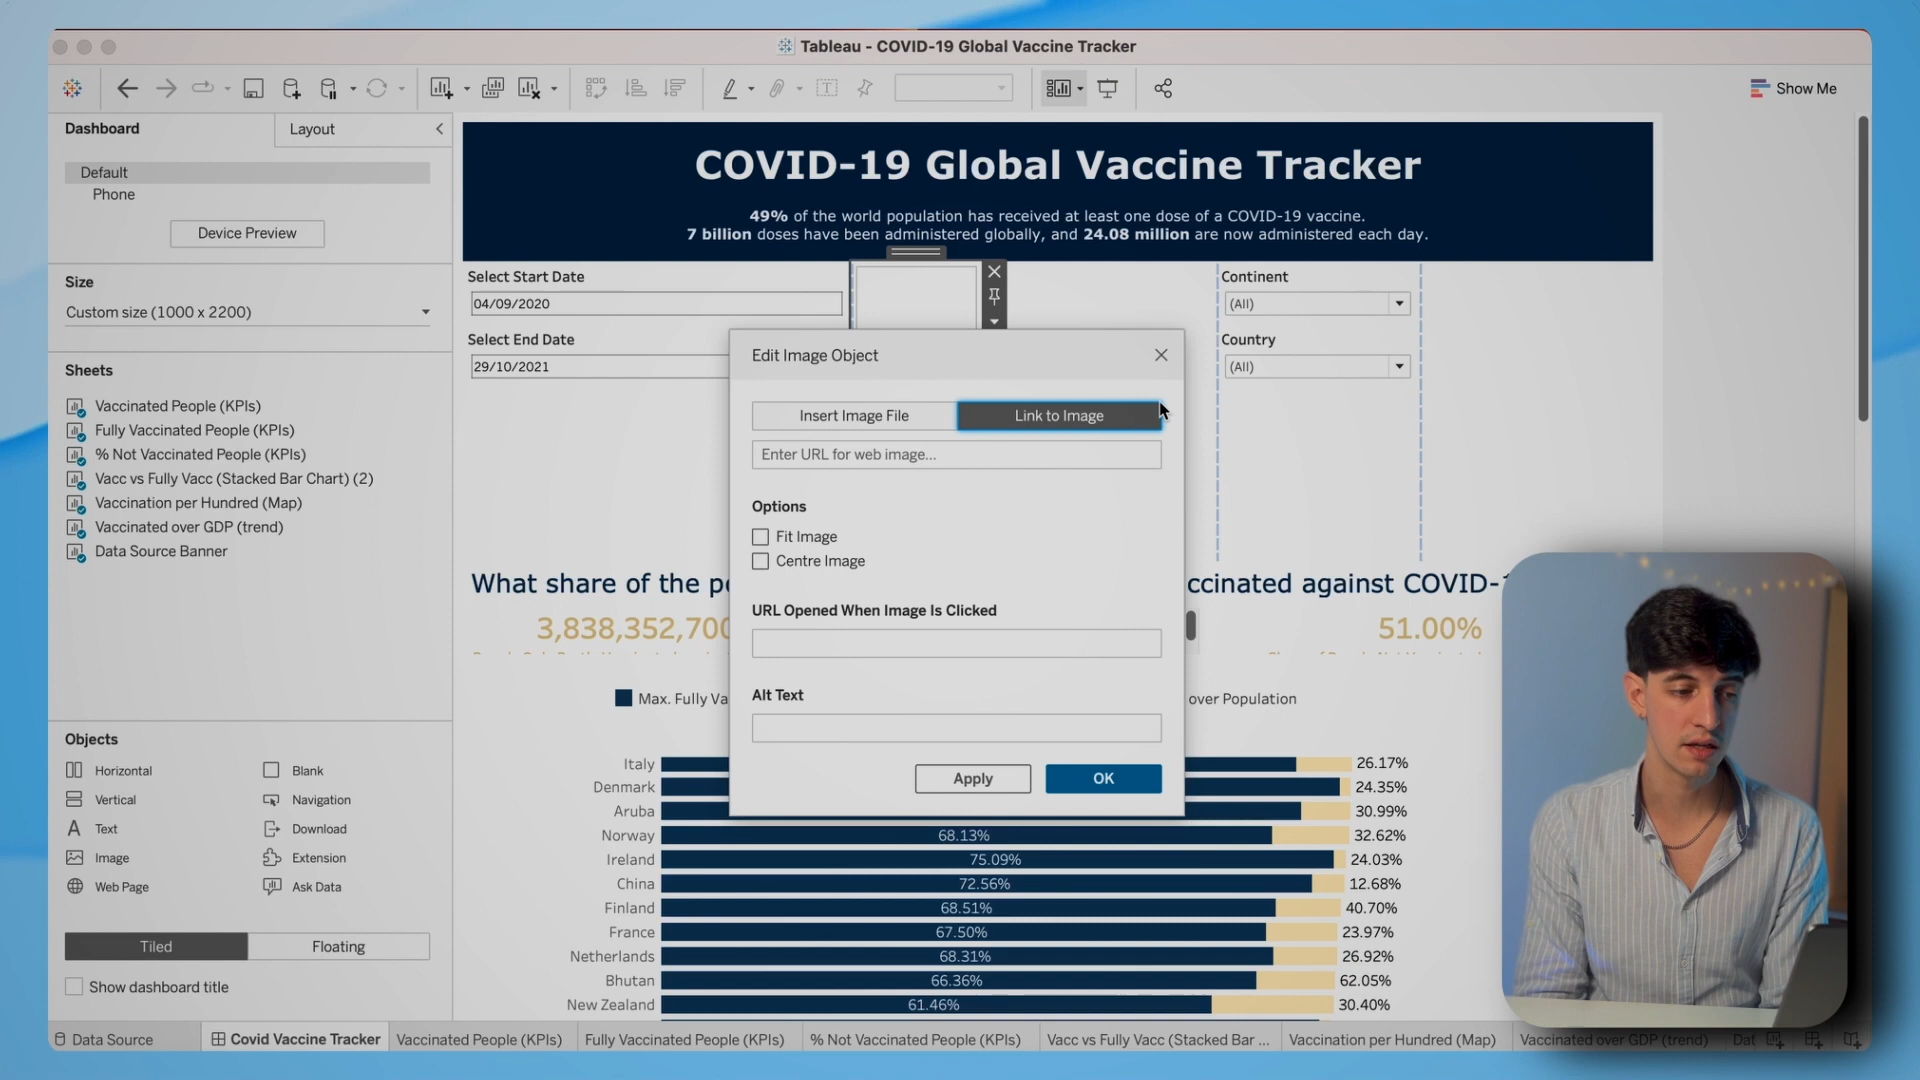 Tableau - COVID-19 Global Vaccine Tracker
Show Me
Dashboard
Layout
Default
Phone
Device Preview
Size
Custom size (1000 x 2200)
Sheets
Vaccinated People (KPIs)
Fully Vaccinated People (KPIs)
% Not Vaccinated People (KPIs)
Vacc vs Fully Vacc (Stacked Bar Chart) (2)
Vaccination per Hundred (Map)
Vaccinated over GDP (trend)
Data Source Banner
Objects
Horizontal
Blank
Vertical
Navigation
Text
Download
Image
Extension
Web Page
Ask Data
Tiled
Floating
Show dashboard title
COVID-19 Global Vaccine Tracker
49% of the world population has received at least one dose of a COVID-19 vaccine.
7 billion doses have been administered globally, and 24.08 million are now administered each day.
Select Start Date
04/09/2020
Select End Date
29/10/2021
Continent
(All)
Country
(All)
Edit Image Object
Insert Image File
Link to Image
Enter URL for web image...
Options
Fit Image
Centre Image
URL Opened When Image Is Clicked
Alt Text
Apply
OK
What share of the
ccinated against COVID-
3,838,352,700
51.00%
Max. Fully Va
over Population
Italy 26.17%
Denmark 24.35%
Aruba 30.99%
Norway 68.13% 32.62%
Ireland 75.09% 24.03%
China 72.56% 12.68%
Finland 68.51% 40.70%
France 67.50% 23.97%
Netherlands 68.31% 26.92%
Bhutan 66.36% 62.05%
New Zealand 61.46% 30.40%
Data Source
Covid Vaccine Tracker
Vaccinated People (KPIs)
Fully Vaccinated People (KPIs)
% Not Vaccinated People (KPIs)
Vacc vs Fully Vacc (Stacked Bar ...
Vaccination per Hundred (Map)
Vaccinated over GDP (trend)
Dat